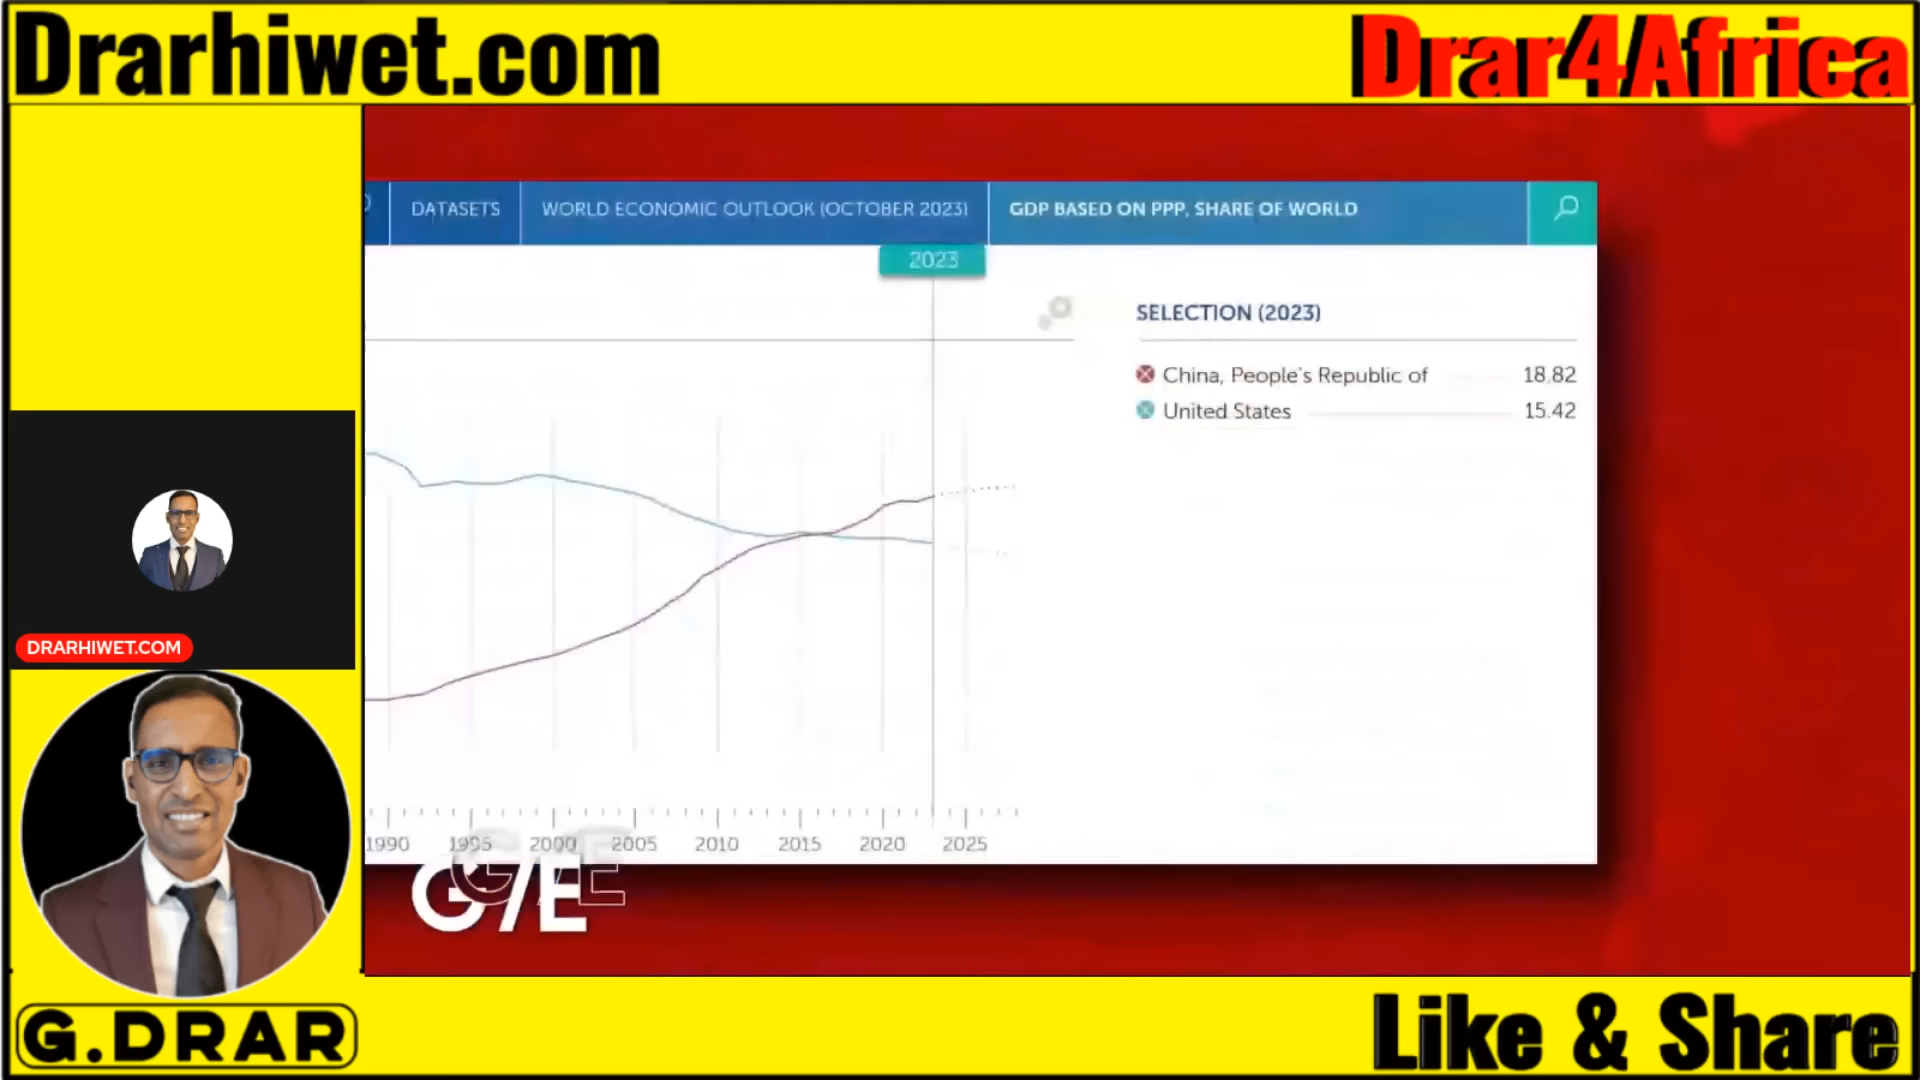 Drarhiwet.com
Drar4Africa
DATASETS
WORLD ECONOMIC OUTLOOK (OCTOBER 2023)
GDP BASED ON PPP, SHARE OF WORLD
2023
SELECTION (2023)
China, People's Republic of 18.82
United States 15.42
1990 1995 2000 2005 2010 2015 2020 2025
G/E
DRARHIWET.COM
G.DRAR
Like & Share